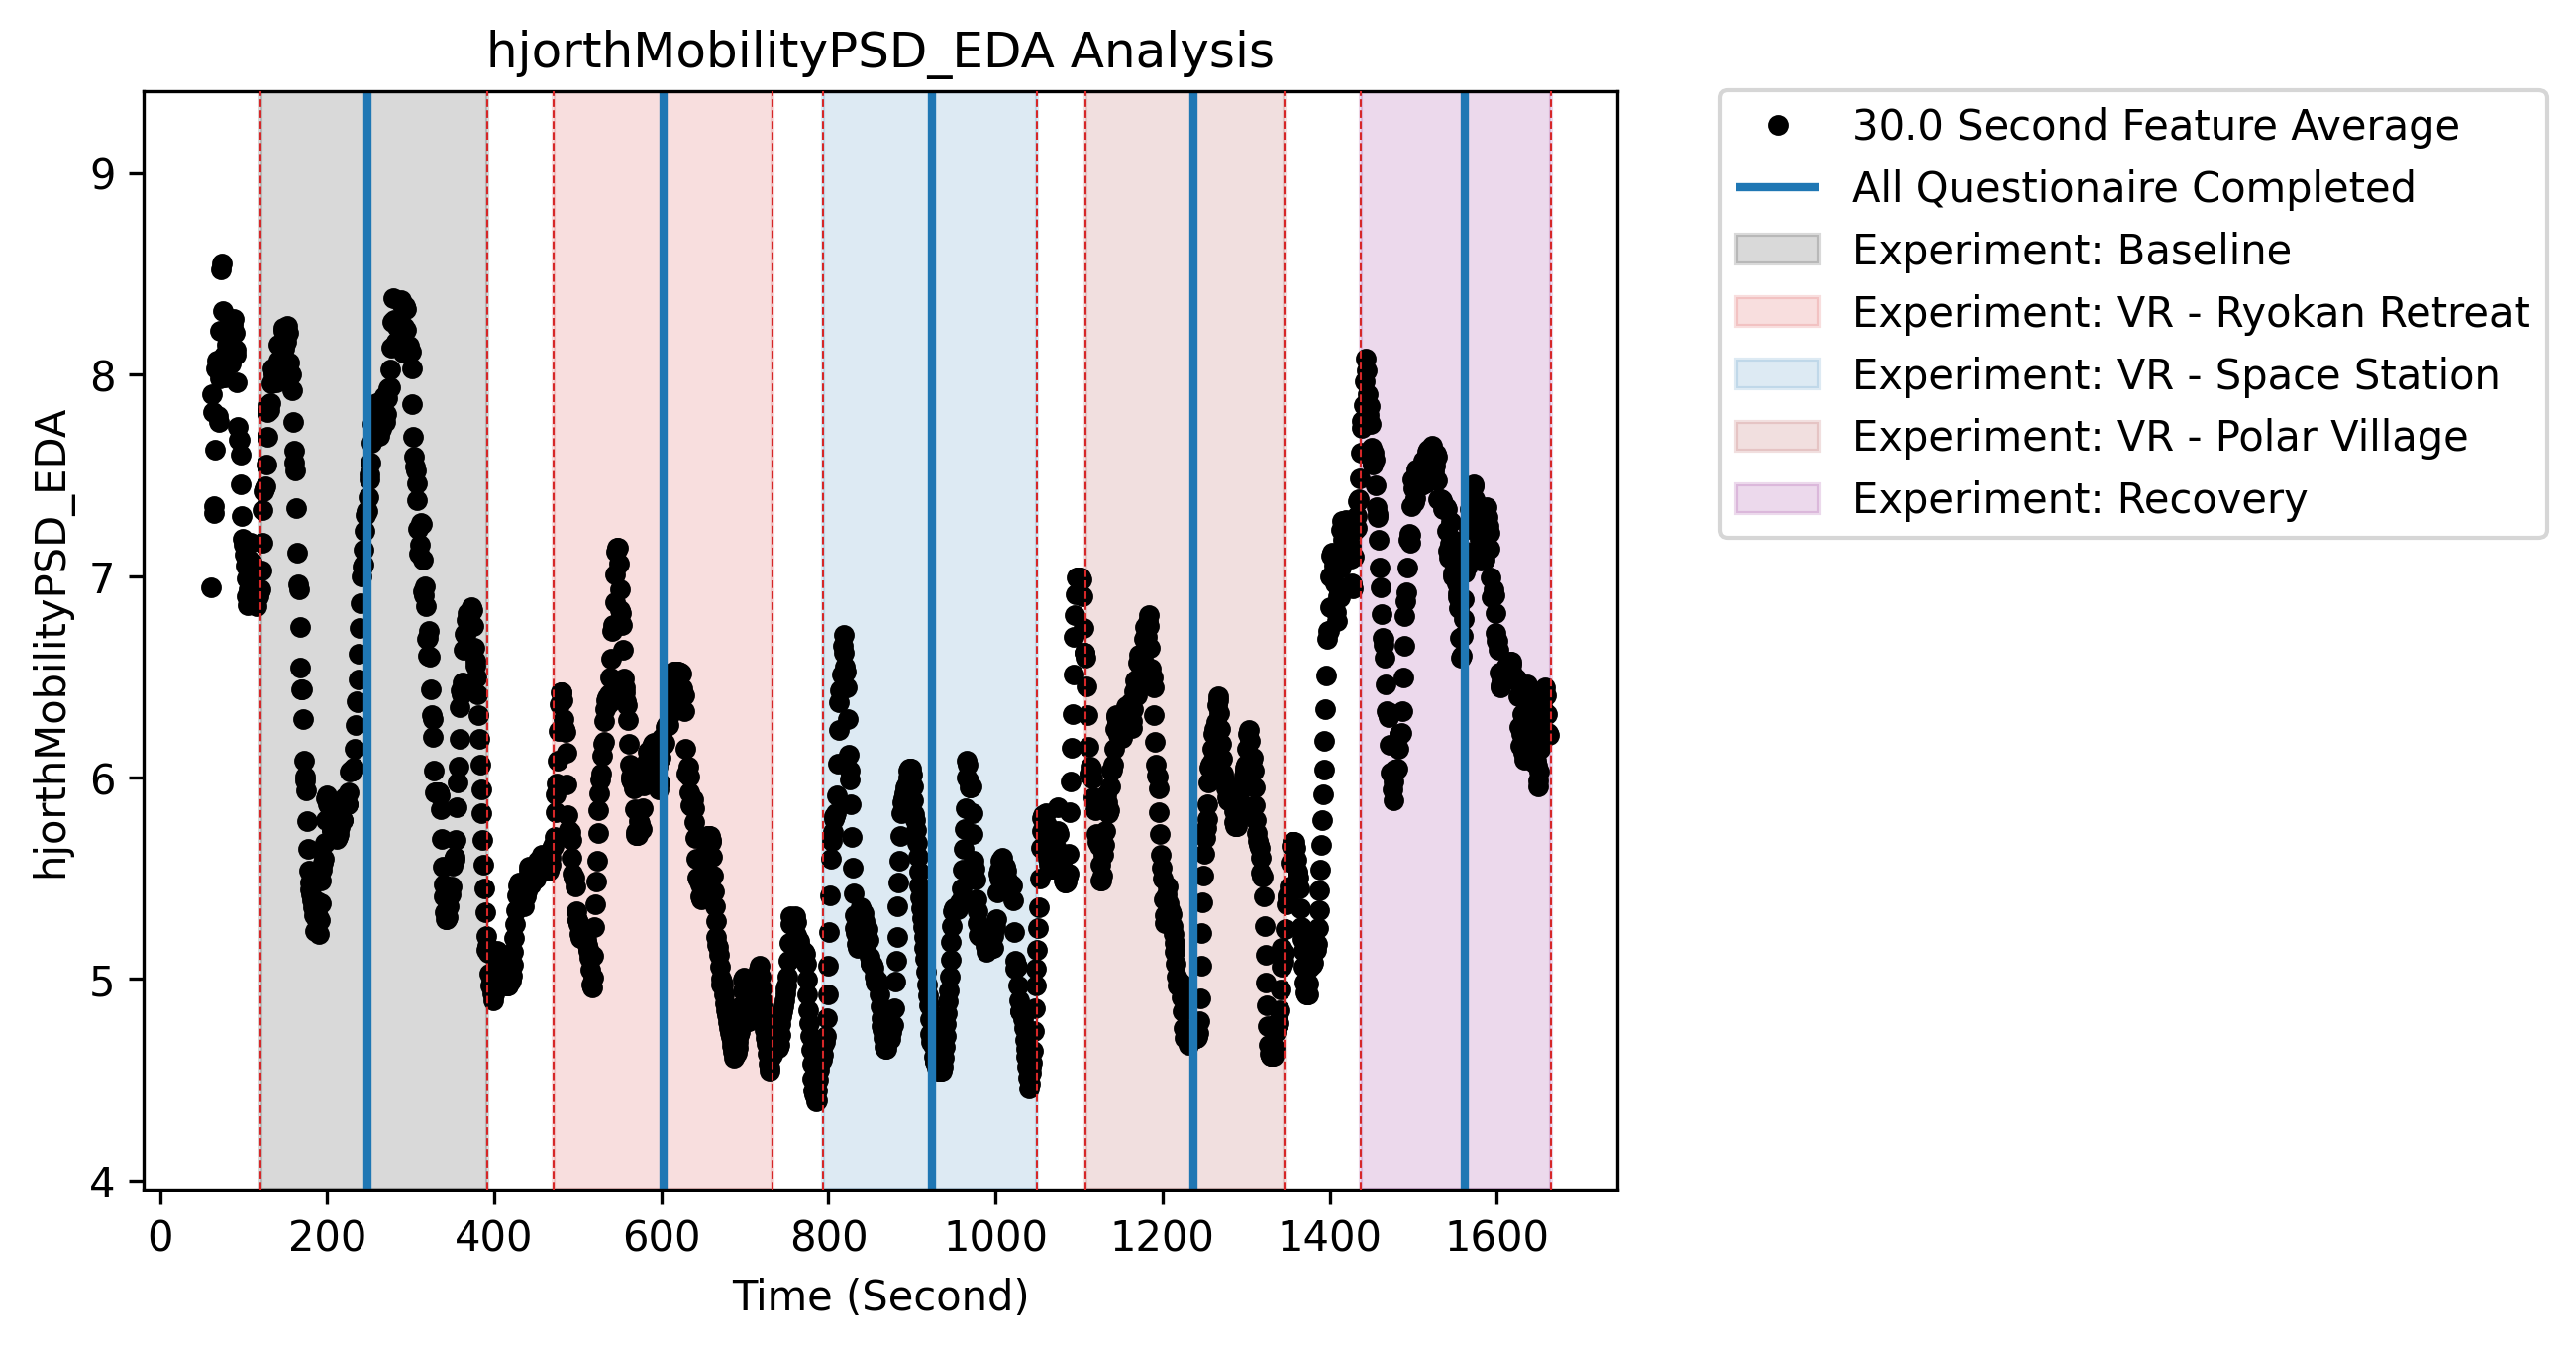 hjorthMobilityPSD_EDA Analysis
hjorthMobilityPSD_EDA
9
8
7
6
5
4
0 200 400 600 800 1000 1200 1400 1600
Time (Second)
30.0 Second Feature Average
All Questionaire Completed
Experiment: Baseline
Experiment: VR - Ryokan Retreat
Experiment: VR - Space Station
Experiment: VR - Polar Village
Experiment: Recovery